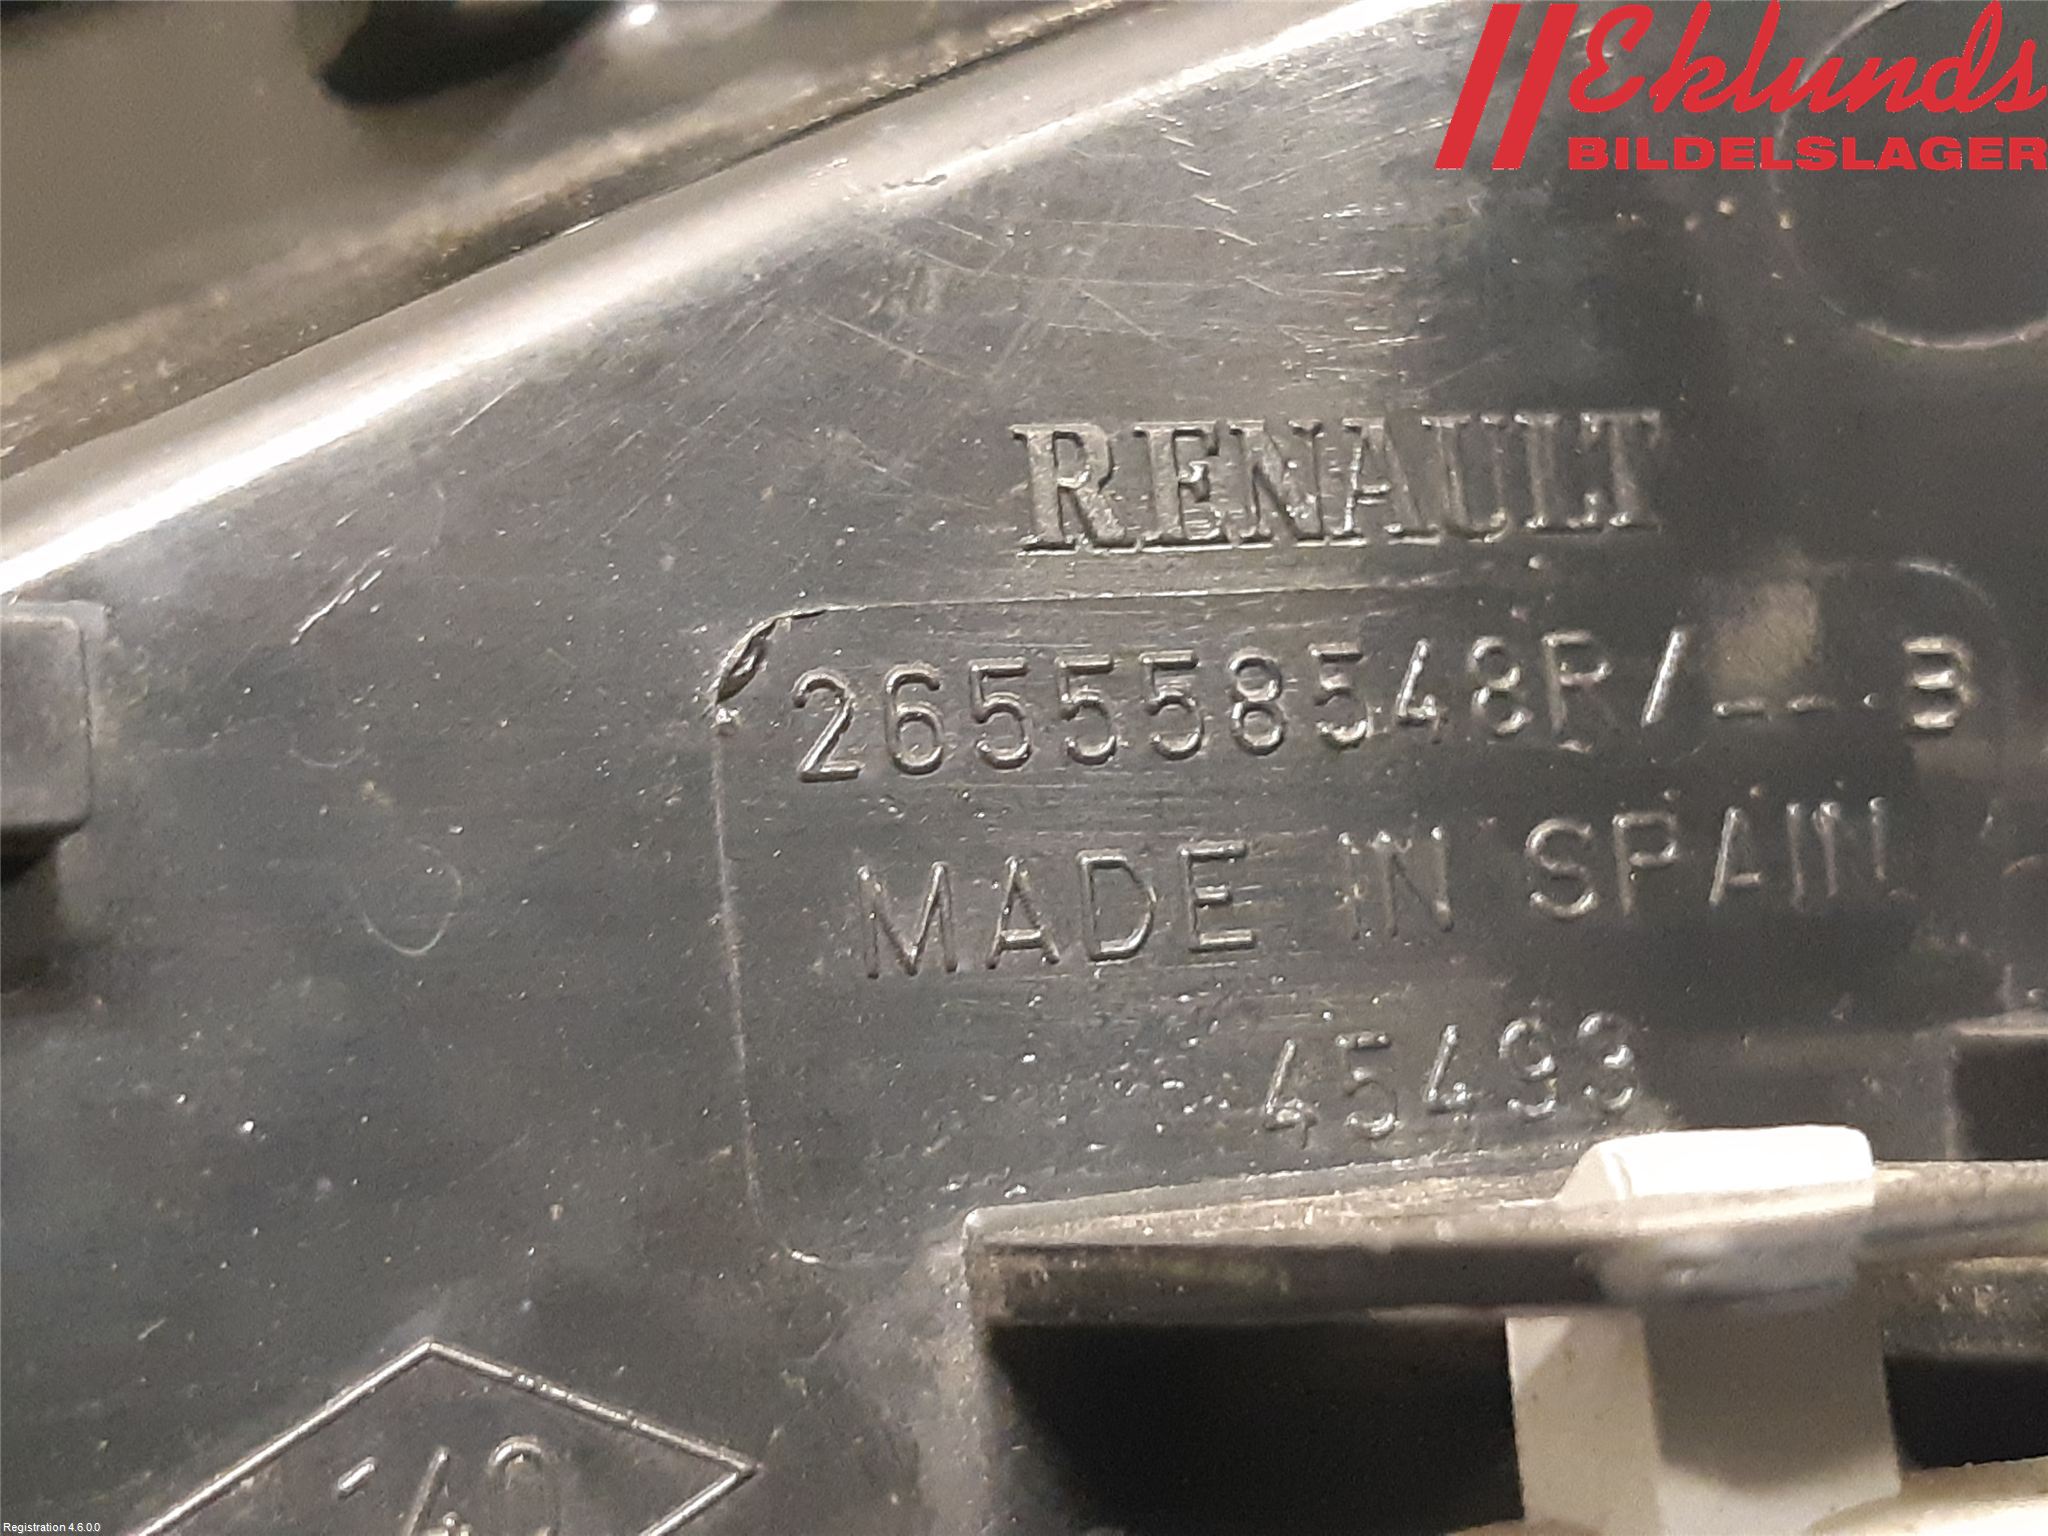 Eklunds
BILDELSLAGER
RENAULT
265558548R/--.B
MADE IN SPAIN
45493
Registration 4.6.0.0